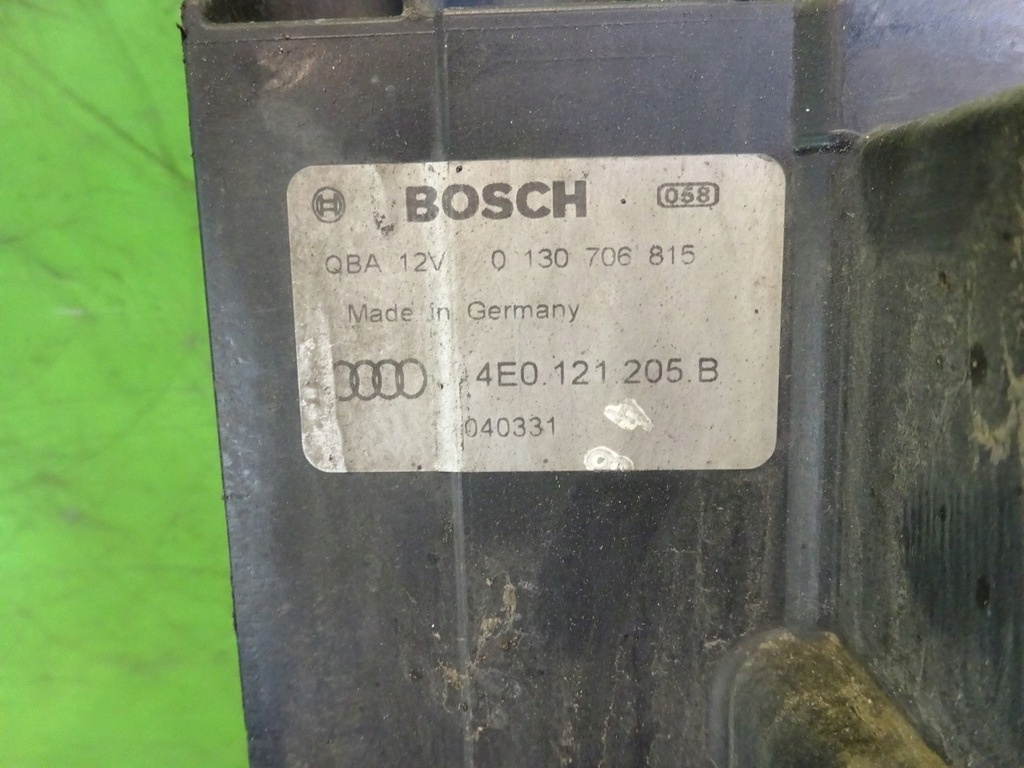 BOSCH 058
QBA 12V 0 130 706 815
Made in Germany
4E0.121 205.B
040331